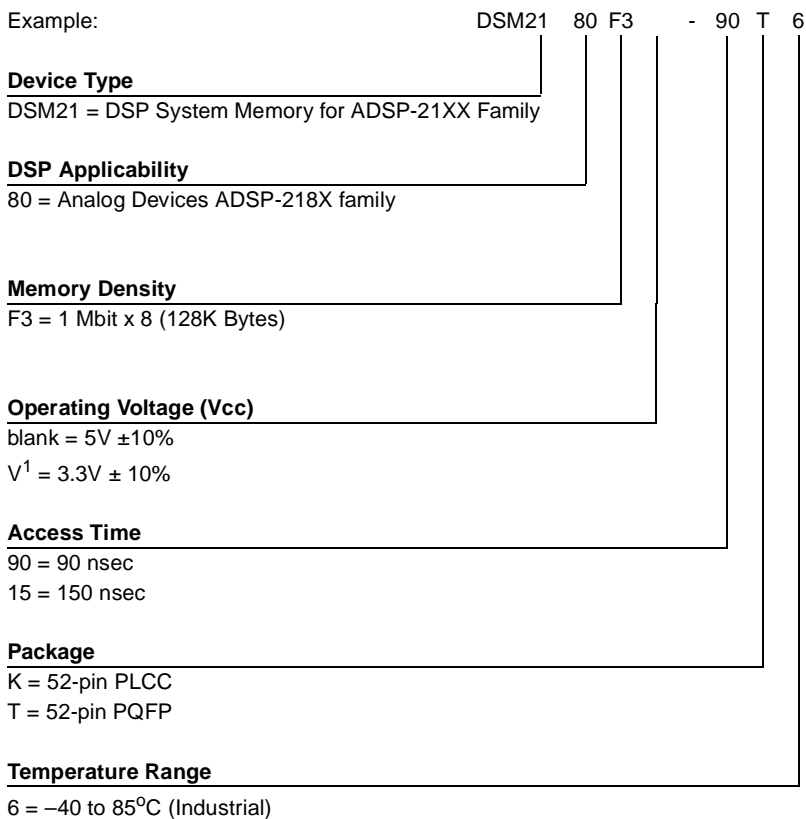 Example: DSM21 80 F3 - 90 T 6
Device Type
DSM21 = DSP System Memory for ADSP-21XX Family
DSP Applicability
80 = Analog Devices ADSP-218X family
Memory Density
F3 = 1 Mbit x 8 (128K Bytes)
Operating Voltage (Vcc)
blank = 5V ±10%
V¹ = 3.3V ± 10%
Access Time
90 = 90 nsec
15 = 150 nsec
Package
K = 52-pin PLCC
T = 52-pin PQFP
Temperature Range
6 = –40 to 85°C (Industrial)